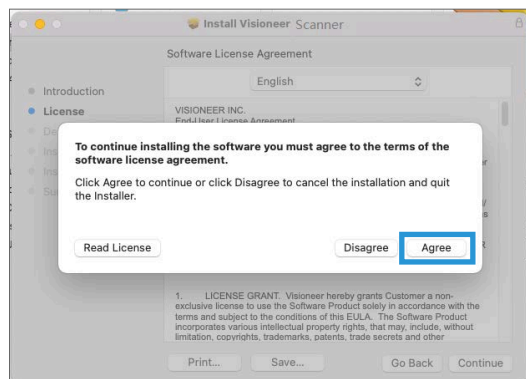 Install Visioneer Scanner
Software License Agreement
English
Introduction
License
VISIONEER INC.
End-User License Agreement
To continue installing the software you must agree to the terms of the
software license agreement.
Click Agree to continue or click Disagree to cancel the installation and quit
the Installer.
Read License
Disagree
Agree
1. LICENSE GRANT. Visioneer hereby grants Customer a non-
exclusive license to use the Software Product solely in accordance with the
terms and subject to the conditions of this EULA. The Software Product
incorporates various intellectual property rights, that may, include, without
limitation, copyrights, trademarks, patents, trade secrets and other
Print...
Save...
Go Back
Continue